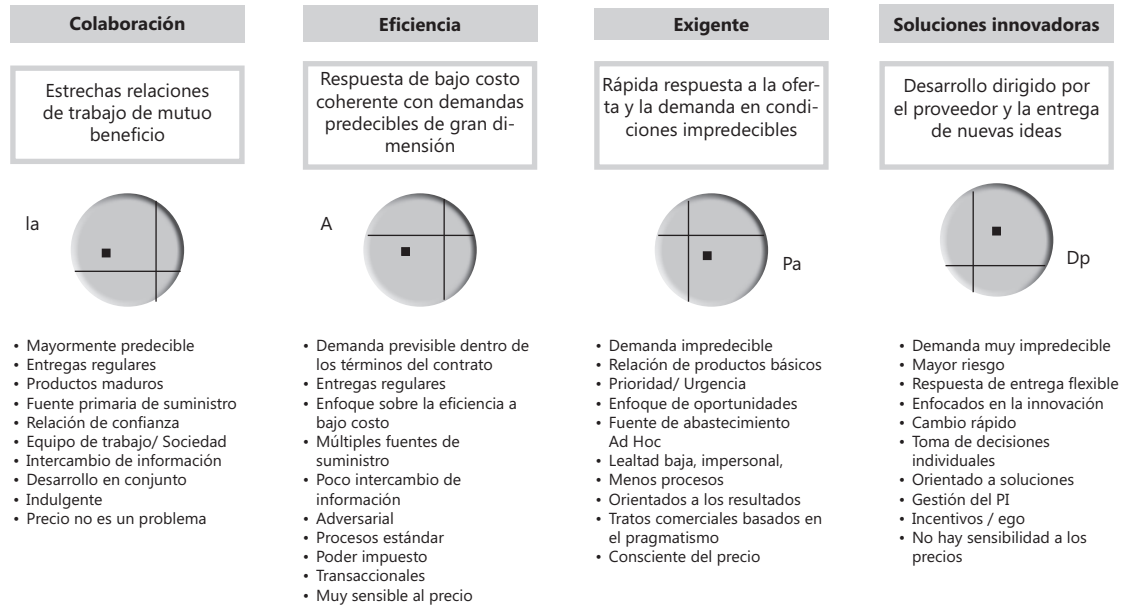 Colaboración
Estrechas relaciones
de trabajo de mutuo
beneficio
Ia
• Mayormente predecible
• Entregas regulares
• Productos maduros
• Fuente primaria de suministro
• Relación de confianza
• Equipo de trabajo/ Sociedad
• Intercambio de información
• Desarrollo en conjunto
• Indulgente
• Precio no es un problema
Eficiencia
Respuesta de bajo costo
coherente con demandas
predecibles de gran di-
mensión
A
• Demanda previsible dentro de
los términos del contrato
• Entregas regulares
• Enfoque sobre la eficiencia a
bajo costo
• Múltiples fuentes de
suministro
• Poco intercambio de
información
• Adversarial
• Procesos estándar
• Poder impuesto
• Transaccionales
• Muy sensible al precio
Exigente
Rápida respuesta a la ofer-
ta y la demanda en condi-
ciones impredecibles
Pa
• Demanda impredecible
• Relación de productos básicos
• Prioridad/ Urgencia
• Enfoque de oportunidades
• Fuente de abastecimiento
Ad Hoc
• Lealtad baja, impersonal,
• Menos procesos
• Orientados a los resultados
• Tratos comerciales basados en
el pragmatismo
• Consciente del precio
Soluciones innovadoras
Desarrollo dirigido por
el proveedor y la entrega
de nuevas ideas
Dp
• Demanda muy impredecible
• Mayor riesgo
• Respuesta de entrega flexible
• Enfocados en la innovación
• Cambio rápido
• Toma de decisiones
individuales
• Orientado a soluciones
• Gestión del PI
• Incentivos / ego
• No hay sensibilidad a los
precios